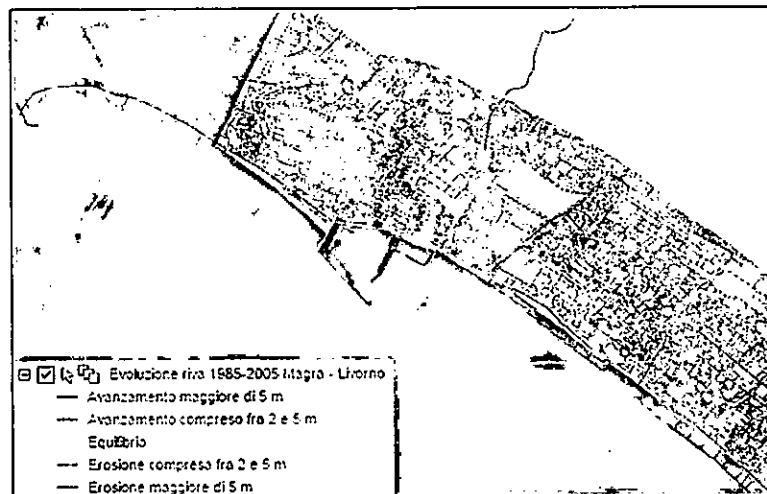 Evoluzione riva 1985-2005 Magra - Livorno
Avanzamento maggiore di 5 m
Avanzamento compreso fra 2 e 5 m
Equilibrio
Erosione compresa fra 2 e 5 m
Erosione maggiore di 5 m